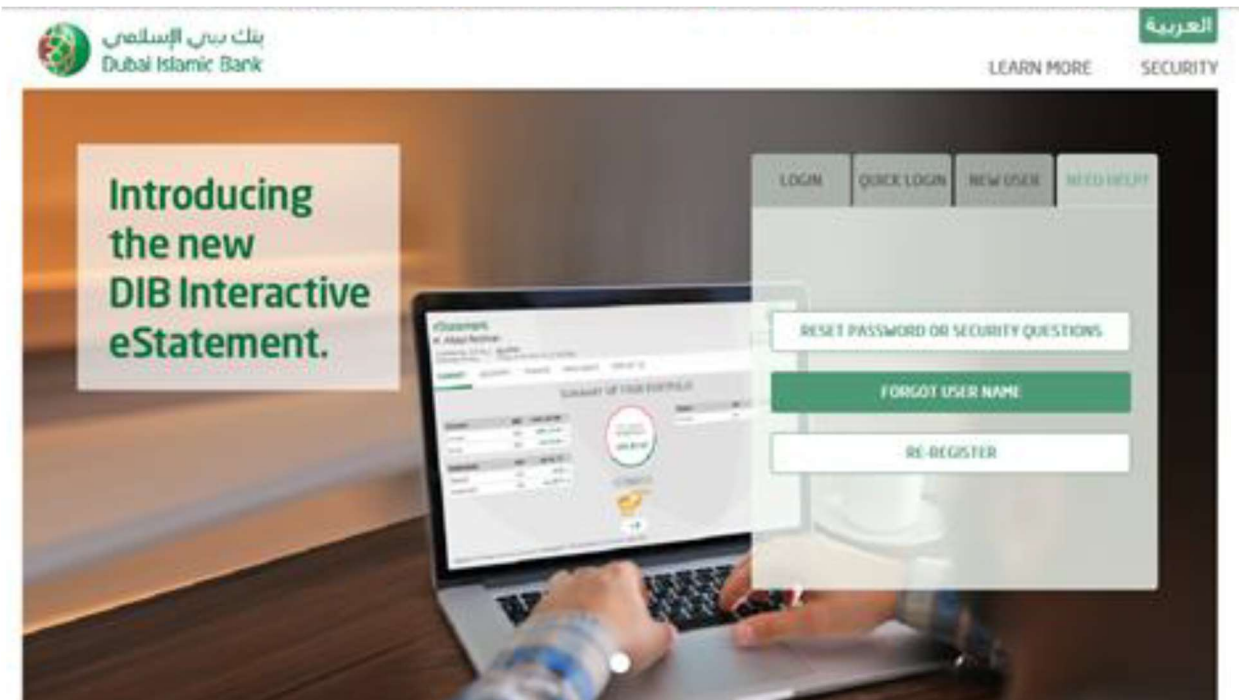 بنك دبي الإسلامي
Dubai Islamic Bank
العربية
LEARN MORE
SECURITY
Introducing
the new
DIB Interactive
eStatement.
LOGIN
QUICK LOGIN
NEW USER
NEED HELP?
RESET PASSWORD OR SECURITY QUESTIONS
FORGOT USER NAME
RE-REGISTER
eStatement
SUMMARY OF YOUR PORTFOLIO